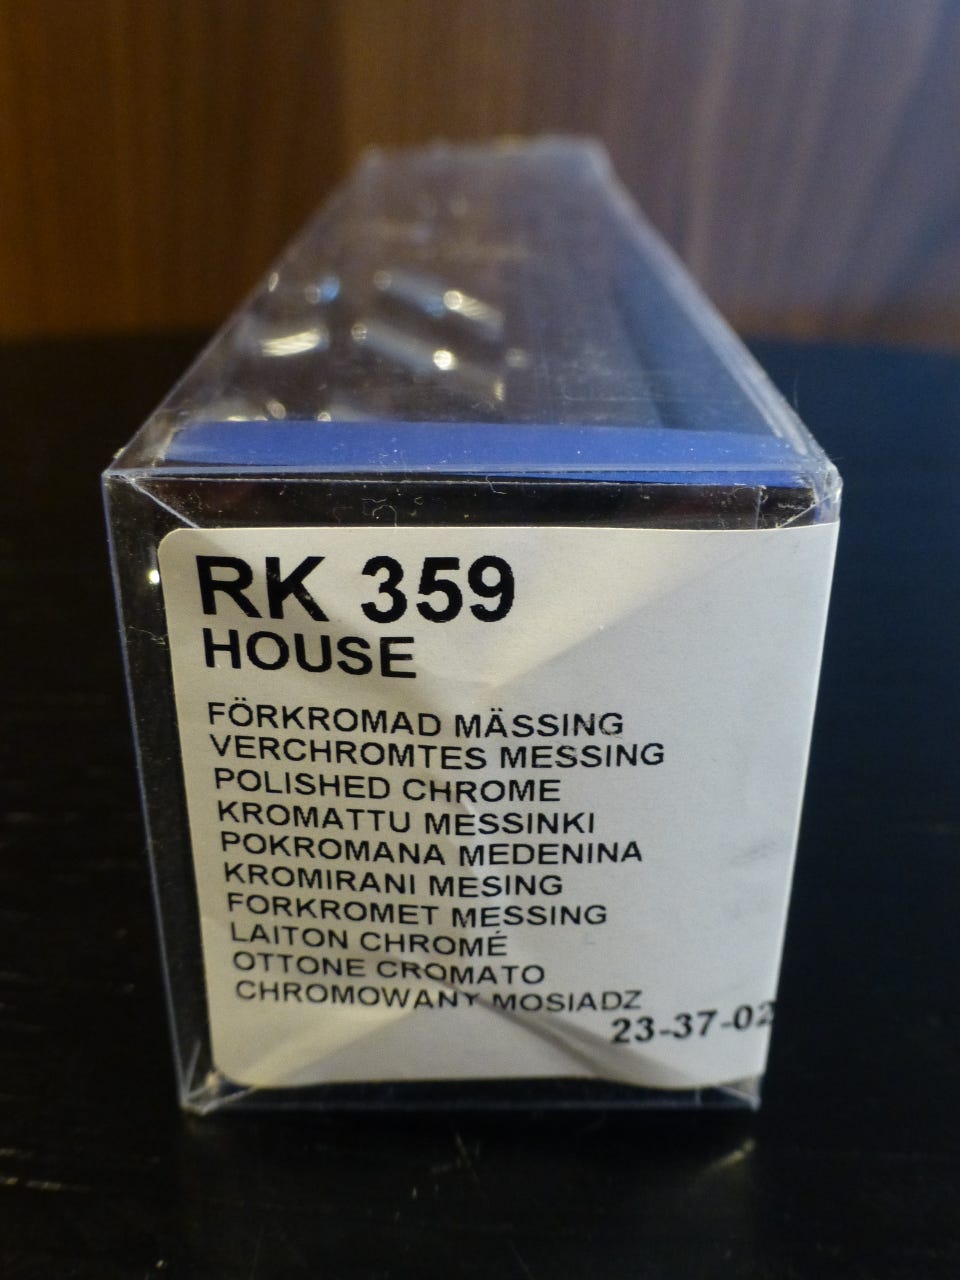 RK 359
HOUSE
FÖRKROMAD MÄSSING
VERCHROMTES MESSING
POLISHED CHROME
KROMATTU MESSINKI
POKROMANA MEDENINA
KROMIRANI MESING
FORKROMET MESSING
LAITON CHROMÉ
OTTONE CROMATO
CHROMOWANY MOSIADZ
23-37-02